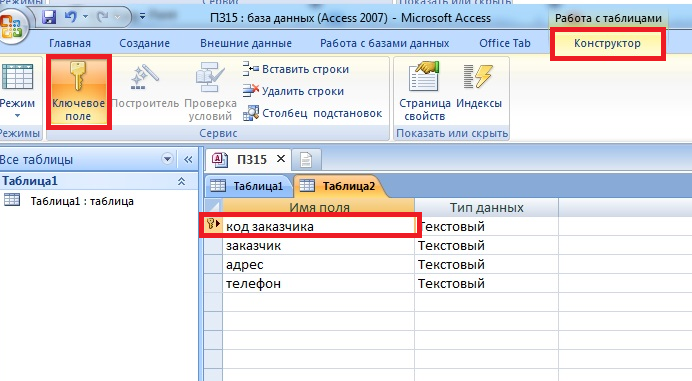 П315 : база данных (Access 2007) - Microsoft Access
Работа с таблицами
Главная Создание Внешние данные Работа с базами данных Office Tab Конструктор
Режим
Ключевое поле
Построитель
Проверка условий
Вставить строки
Удалить строки
Столбец подстановок
Страница свойств
Индексы
Режимы Сервис Показать или скрыть
Все таблицы
П315
Таблица1
Таблица1 : таблица
Таблица1 Таблица2
Имя поля Тип данных
код заказчика Текстовый
заказчик Текстовый
адрес Текстовый
телефон Текстовый